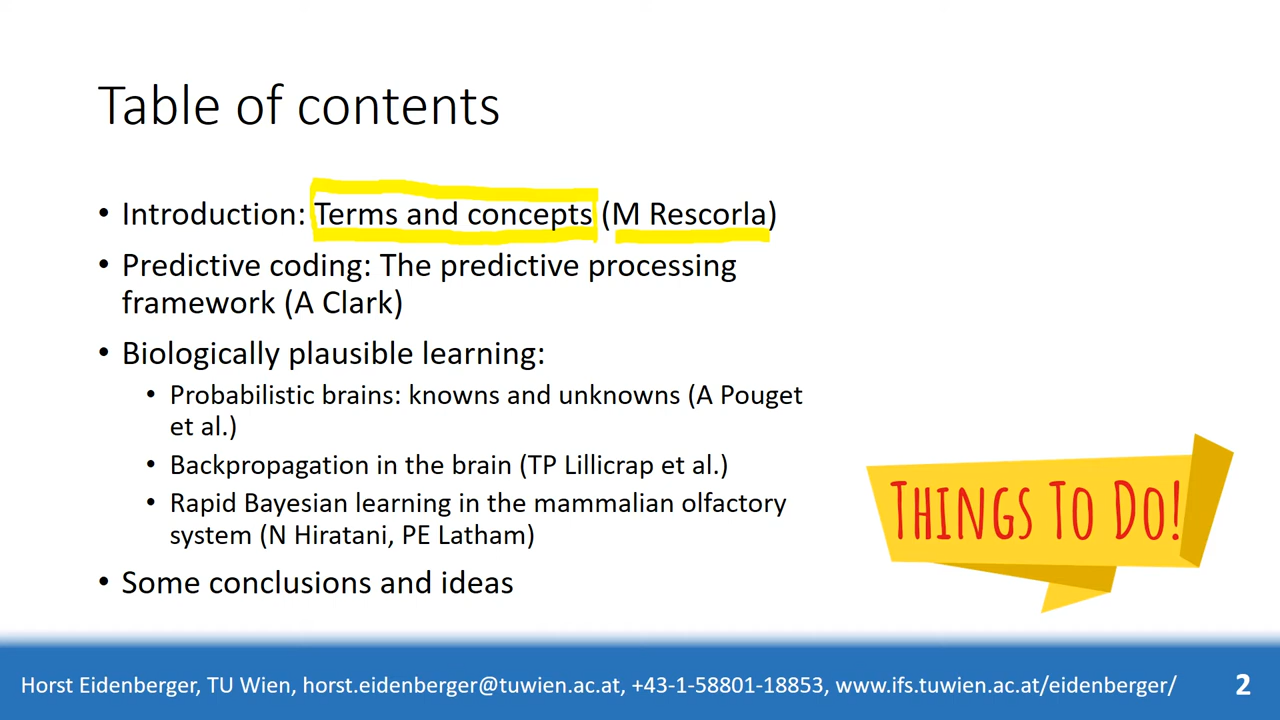 Table of contents
• Introduction: Terms and concepts (M Rescorla)
• Predictive coding: The predictive processing
framework (A Clark)
• Biologically plausible learning:
• Probabilistic brains: knowns and unknowns (A Pouget
et al.)
• Backpropagation in the brain (TP Lillicrap et al.)
• Rapid Bayesian learning in the mammalian olfactory
system (N Hiratani, PE Latham)
• Some conclusions and ideas
THINGS TO DO!
Horst Eidenberger, TU Wien, horst.eidenberger@tuwien.ac.at, +43-1-58801-18853, www.ifs.tuwien.ac.at/eidenberger/ 2